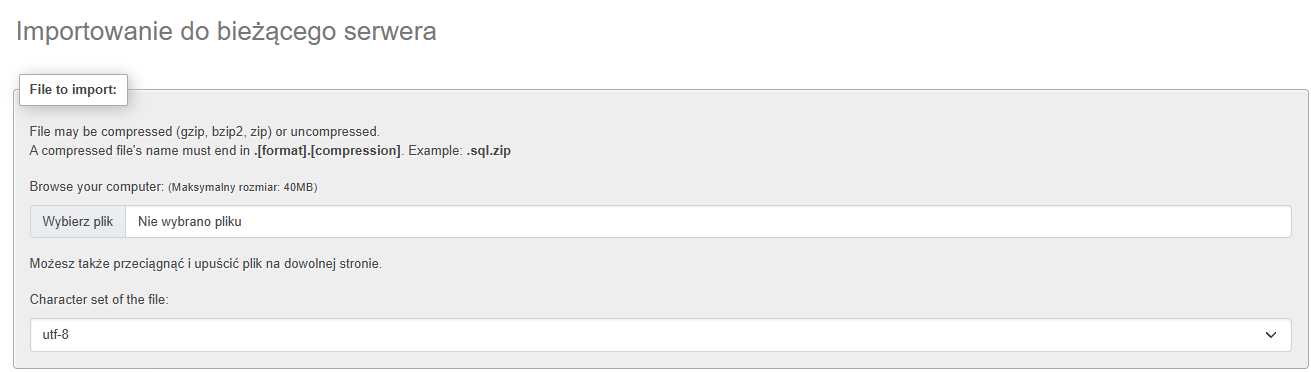 Importowanie do bieżącego serwera
File to import:
File may be compressed (gzip, bzip2, zip) or uncompressed.
A compressed file's name must end in .[format].[compression]. Example: .sql.zip
Browse your computer: (Maksymalny rozmiar: 40MB)
Wybierz plik Nie wybrano pliku
Możesz także przeciągnąć i upuścić plik na dowolnej stronie.
Character set of the file:
utf-8